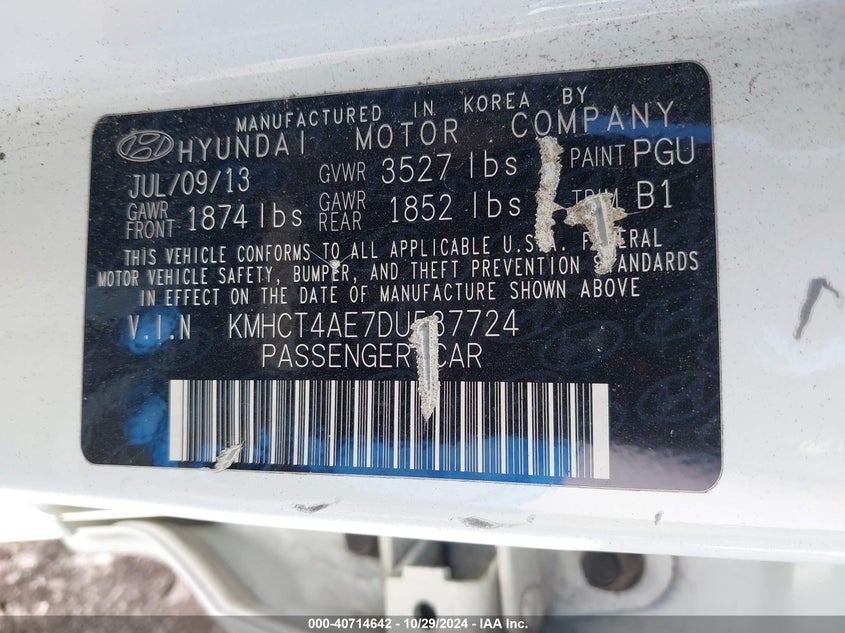 MANUFACTURED IN KOREA BY
HYUNDAI MOTOR COMPANY
JUL/09/13 GVWR 3527 lbs PAINT PGU
GAWR FRONT 1874 lbs GAWR REAR 1852 lbs TRIM B1
THIS VEHICLE CONFORMS TO ALL APPLICABLE U.S.A. FEDERAL
MOTOR VEHICLE SAFETY, BUMPER, AND THEFT PREVENTION STANDARDS
IN EFFECT ON THE DATE OF MANUFACTURE SHOWN ABOVE
V.I.N KMHCT4AE7DU537724
PASSENGER CAR
000-40714642 - 10/29/2024 - IAA Inc.